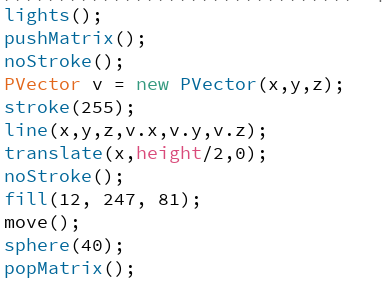 lights();
pushMatrix();
noStroke();
PVector v = new PVector(x,y,z);
stroke(255);
line(x,y,z,v.x,v.y,v.z);
translate(x,height/2,0);
noStroke();
fill(12, 247, 81);
move();
sphere(40);
popMatrix();